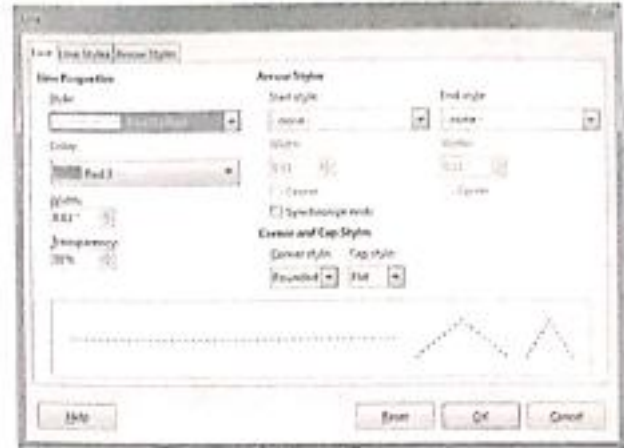 Line
Line Line Styles Arrow Styles
Line Properties
Style:
Color:
Red 3
Width:
Transparency:
Arrow Styles
Start style:
- none -
Width:
Center
Synchronize ends
End style:
- none -
Width:
Center
Corner and Cap Styles
Corner style: Cap style:
Rounded Flat
Help Reset OK Cancel